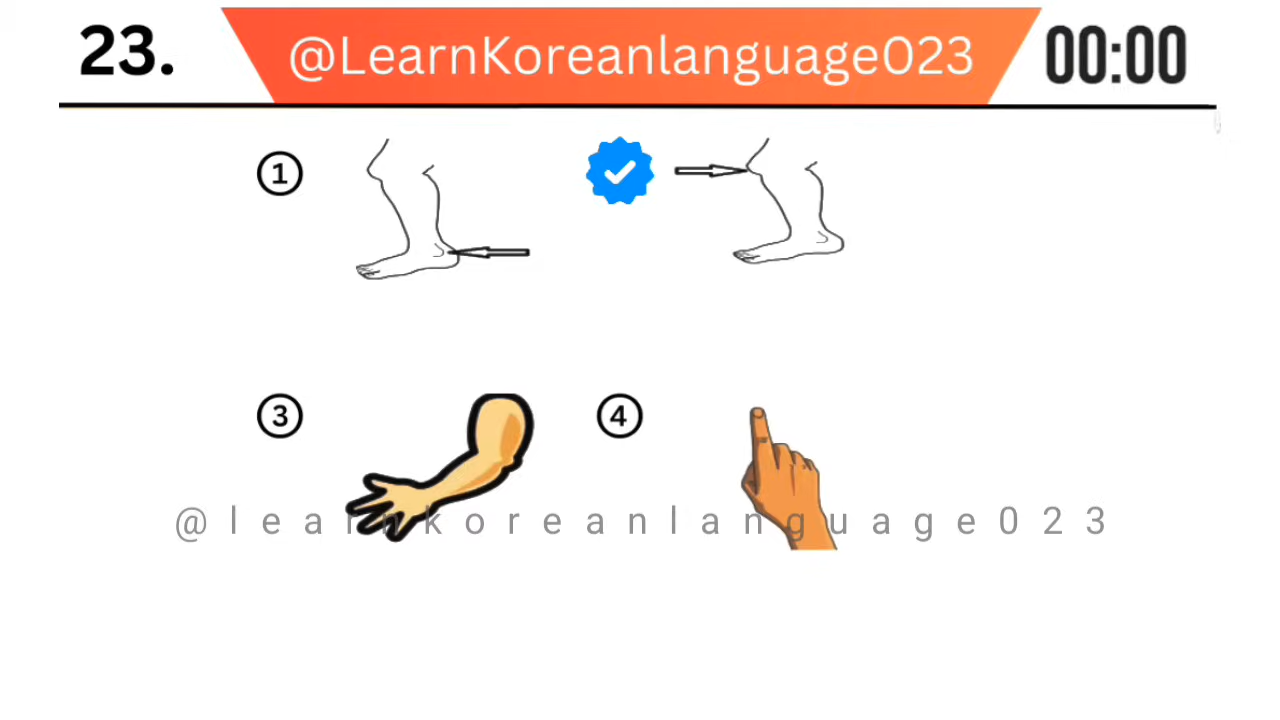 23. @LearnKoreanlanguage023 00:00
①
③ ④
@learnkoreanlanguage023